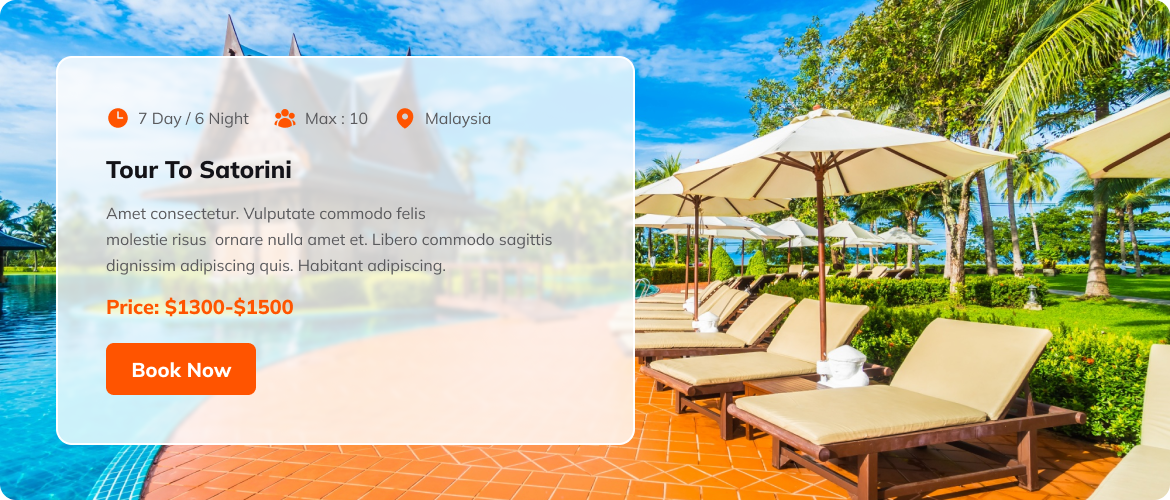 7 Day / 6 Night Max : 10 Malaysia
Tour To Satorini
Amet consectetur. Vulputate commodo felis
molestie risus  ornare nulla amet et. Libero commodo sagittis
dignissim adipiscing quis. Habitant adipiscing.
Price: $1300-$1500
Book Now